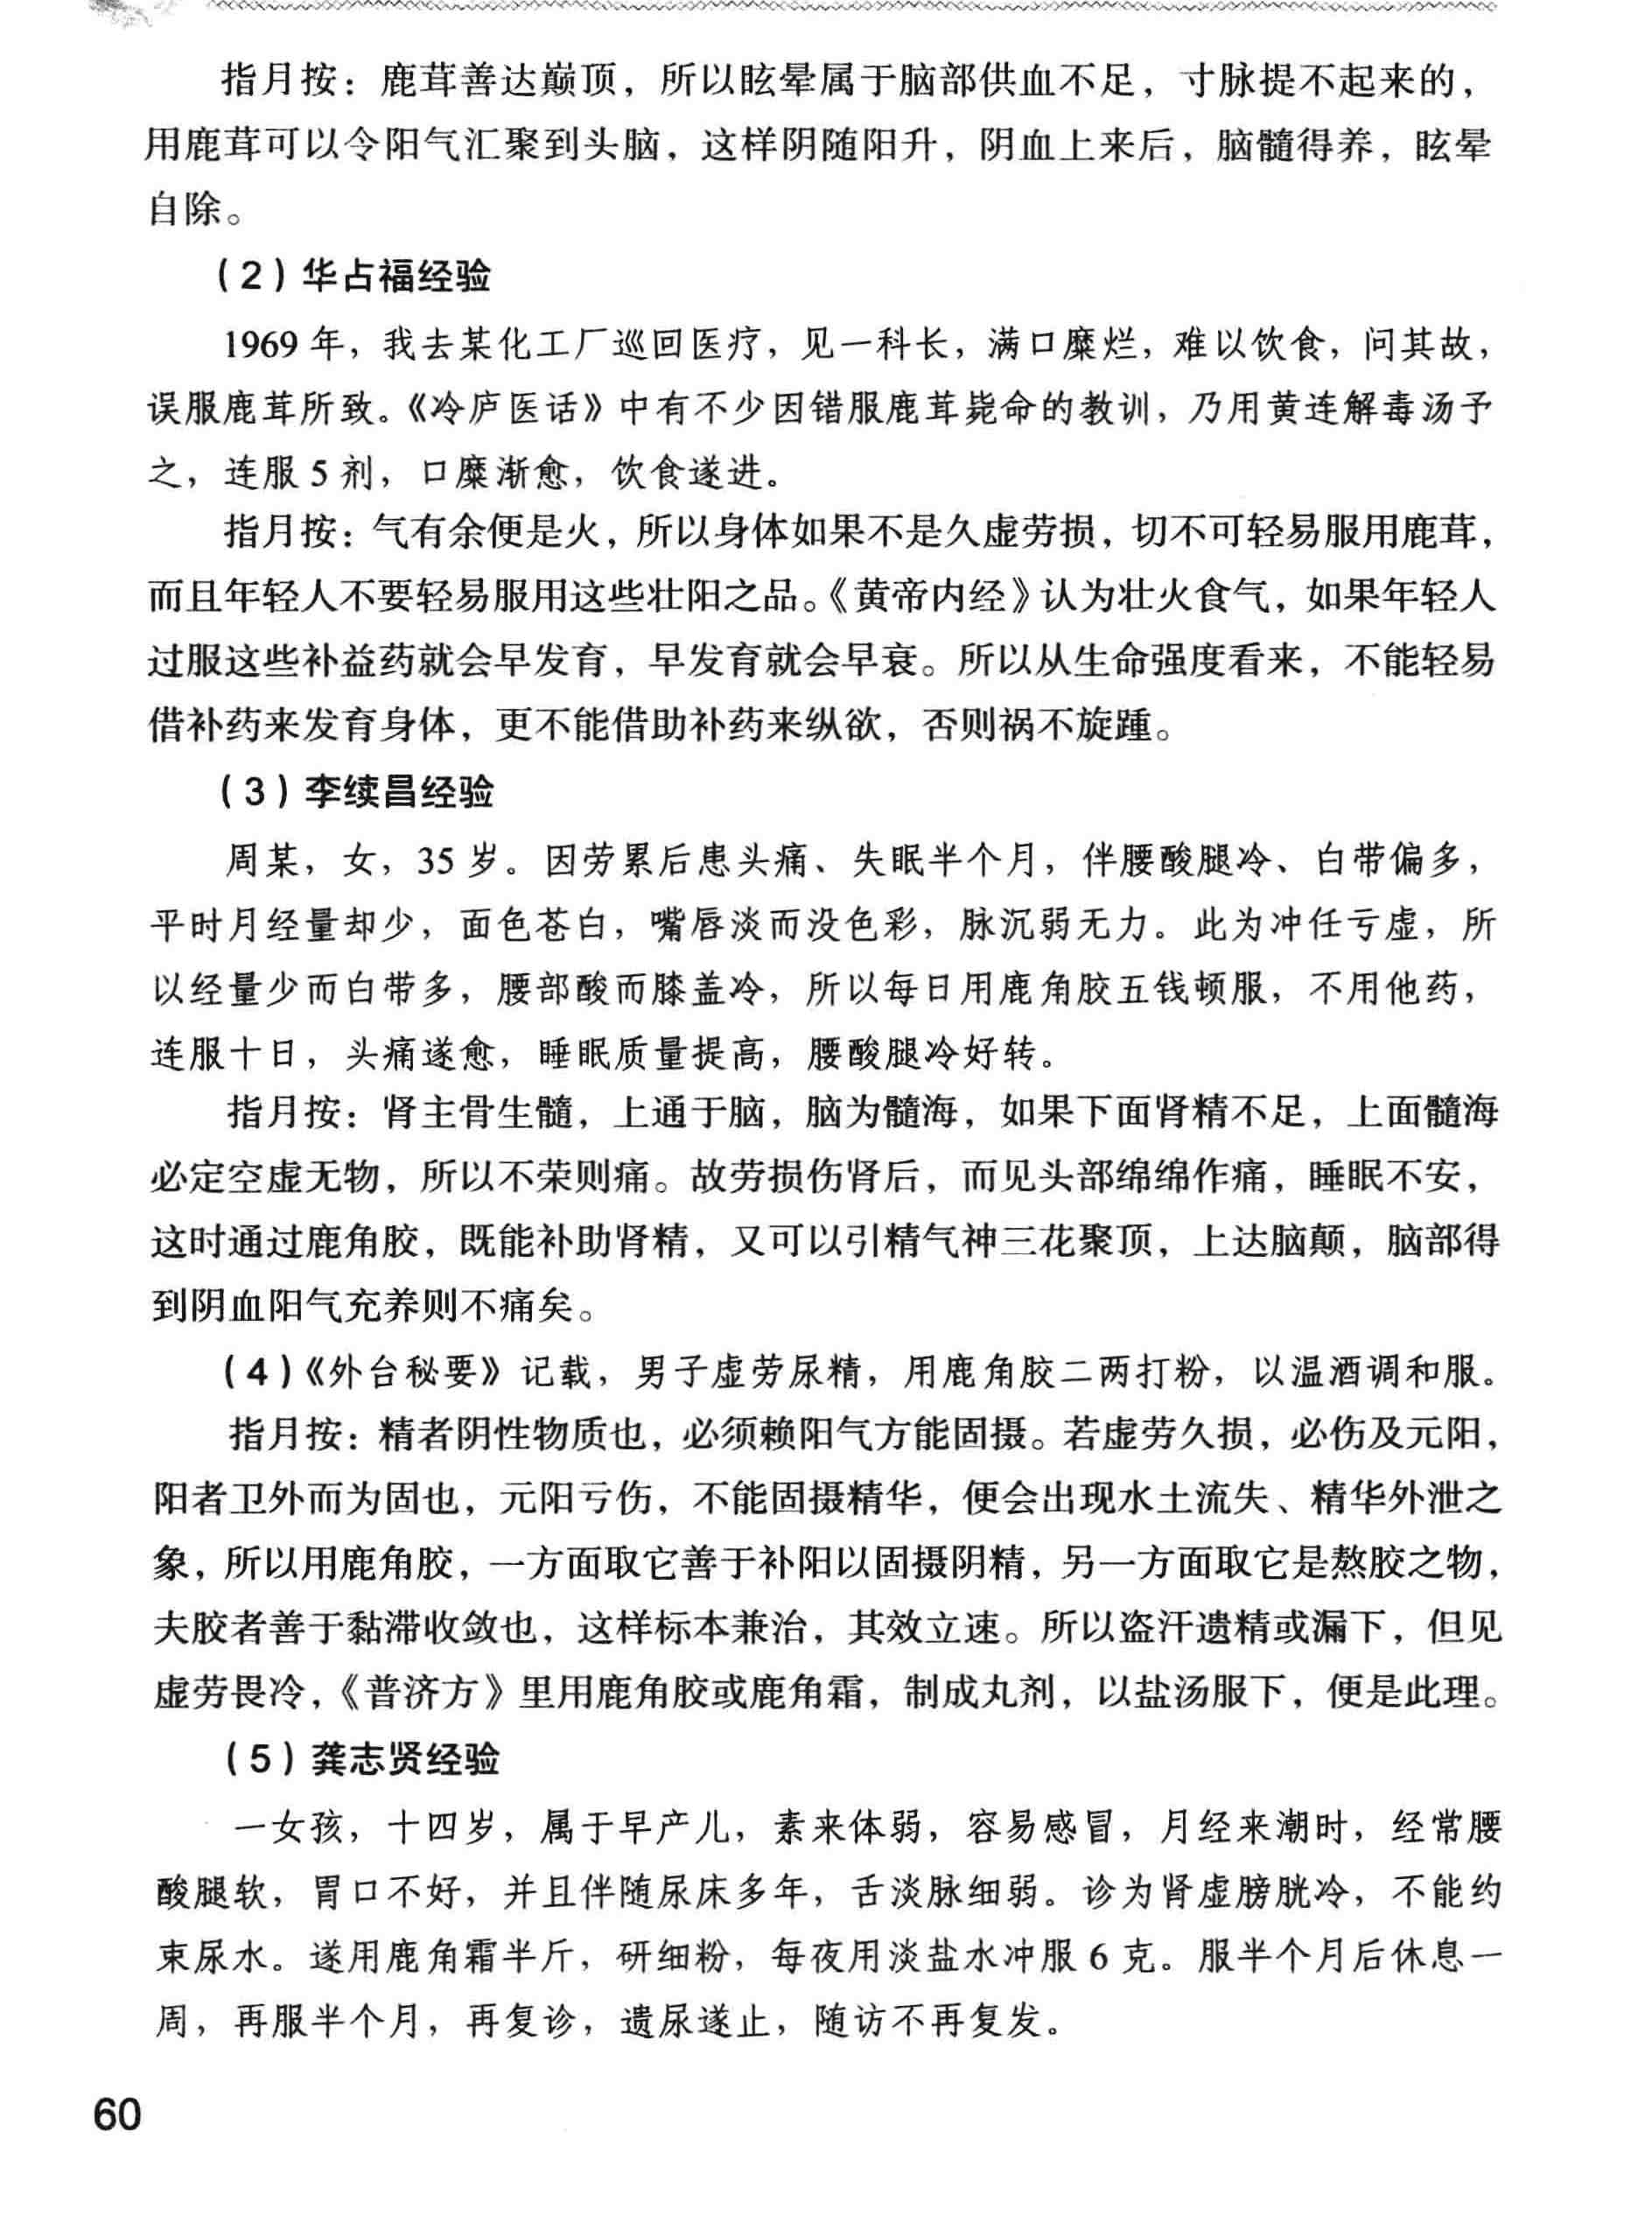 指月按：鹿茸善达巅顶，所以眩晕属于脑部供血不足，寸脉提不起来的，
用鹿茸可以令阳气汇聚到头脑，这样阴随阳升，阴血上来后，脑髓得养，眩晕
自除。
（2）华占福经验
1969 年，我去某化工厂巡回医疗，见一科长，满口糜烂，难以饮食，问其故，
误服鹿茸所致。《冷庐医话》中有不少因错服鹿茸毙命的教训，乃用黄连解毒汤予
之，连服 5 剂，口糜渐愈，饮食遂进。
指月按：气有余便是火，所以身体如果不是久虚劳损，切不可轻易服用鹿茸，
而且年轻人不要轻易服用这些壮阳之品。《黄帝内经》认为壮火食气，如果年轻人
过服这些补益药就会早发育，早发育就会早衰。所以从生命强度看来，不能轻易
借补药来发育身体，更不能借助补药来纵欲，否则祸不旋踵。
（3）李续昌经验
周某，女，35 岁。因劳累后患头痛、失眠半个月，伴腰酸腿冷、白带偏多，
平时月经量却少，面色苍白，嘴唇淡而没色彩，脉沉弱无力。此为冲任亏虚，所
以经量少而白带多，腰部酸而膝盖冷，所以每日用鹿角胶五钱顿服，不用他药，
连服十日，头痛遂愈，睡眠质量提高，腰酸腿冷好转。
指月按：肾主骨生髓，上通于脑，脑为髓海，如果下面肾精不足，上面髓海
必定空虚无物，所以不荣则痛。故劳损伤肾后，而见头部绵绵作痛，睡眠不安，
这时通过鹿角胶，既能补助肾精，又可以引精气神三花聚顶，上达脑颠，脑部得
到阴血阳气充养则不痛矣。
（4）《外台秘要》记载，男子虚劳尿精，用鹿角胶二两打粉，以温酒调和服。
指月按：精者阴性物质也，必须赖阳气方能固摄。若虚劳久损，必伤及元阳，
阳者卫外而为固也，元阳亏伤，不能固摄精华，便会出现水土流失、精华外泄之
象，所以用鹿角胶，一方面取它善于补阳以固摄阴精，另一方面取它是熬胶之物，
夫胶者善于黏滞收敛也，这样标本兼治，其效立速。所以盗汗遗精或漏下，但见
虚劳畏冷，《普济方》里用鹿角胶或鹿角霜，制成丸剂，以盐汤服下，便是此理。
（5）龚志贤经验
一女孩，十四岁，属于早产儿，素来体弱，容易感冒，月经来潮时，经常腰
酸腿软，胃口不好，并且伴随尿床多年，舌淡脉细弱。诊为肾虚膀胱冷，不能约
束尿水。遂用鹿角霜半斤，研细粉，每夜用淡盐水冲服 6 克。服半个月后休息一
周，再服半个月，再复诊，遗尿遂止，随访不再复发。
60